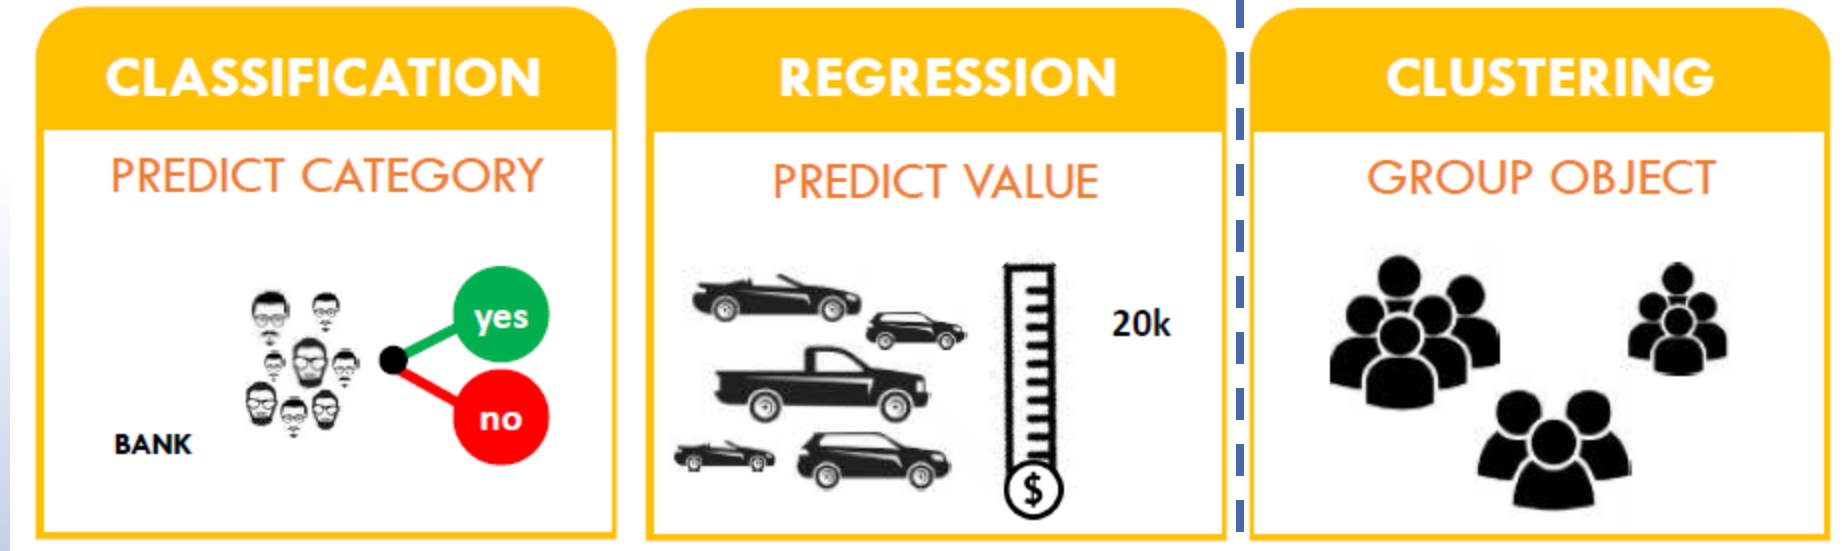 CLASSIFICATION
PREDICT CATEGORY
yes
no
BANK
REGRESSION
PREDICT VALUE
20k
$
CLUSTERING
GROUP OBJECT